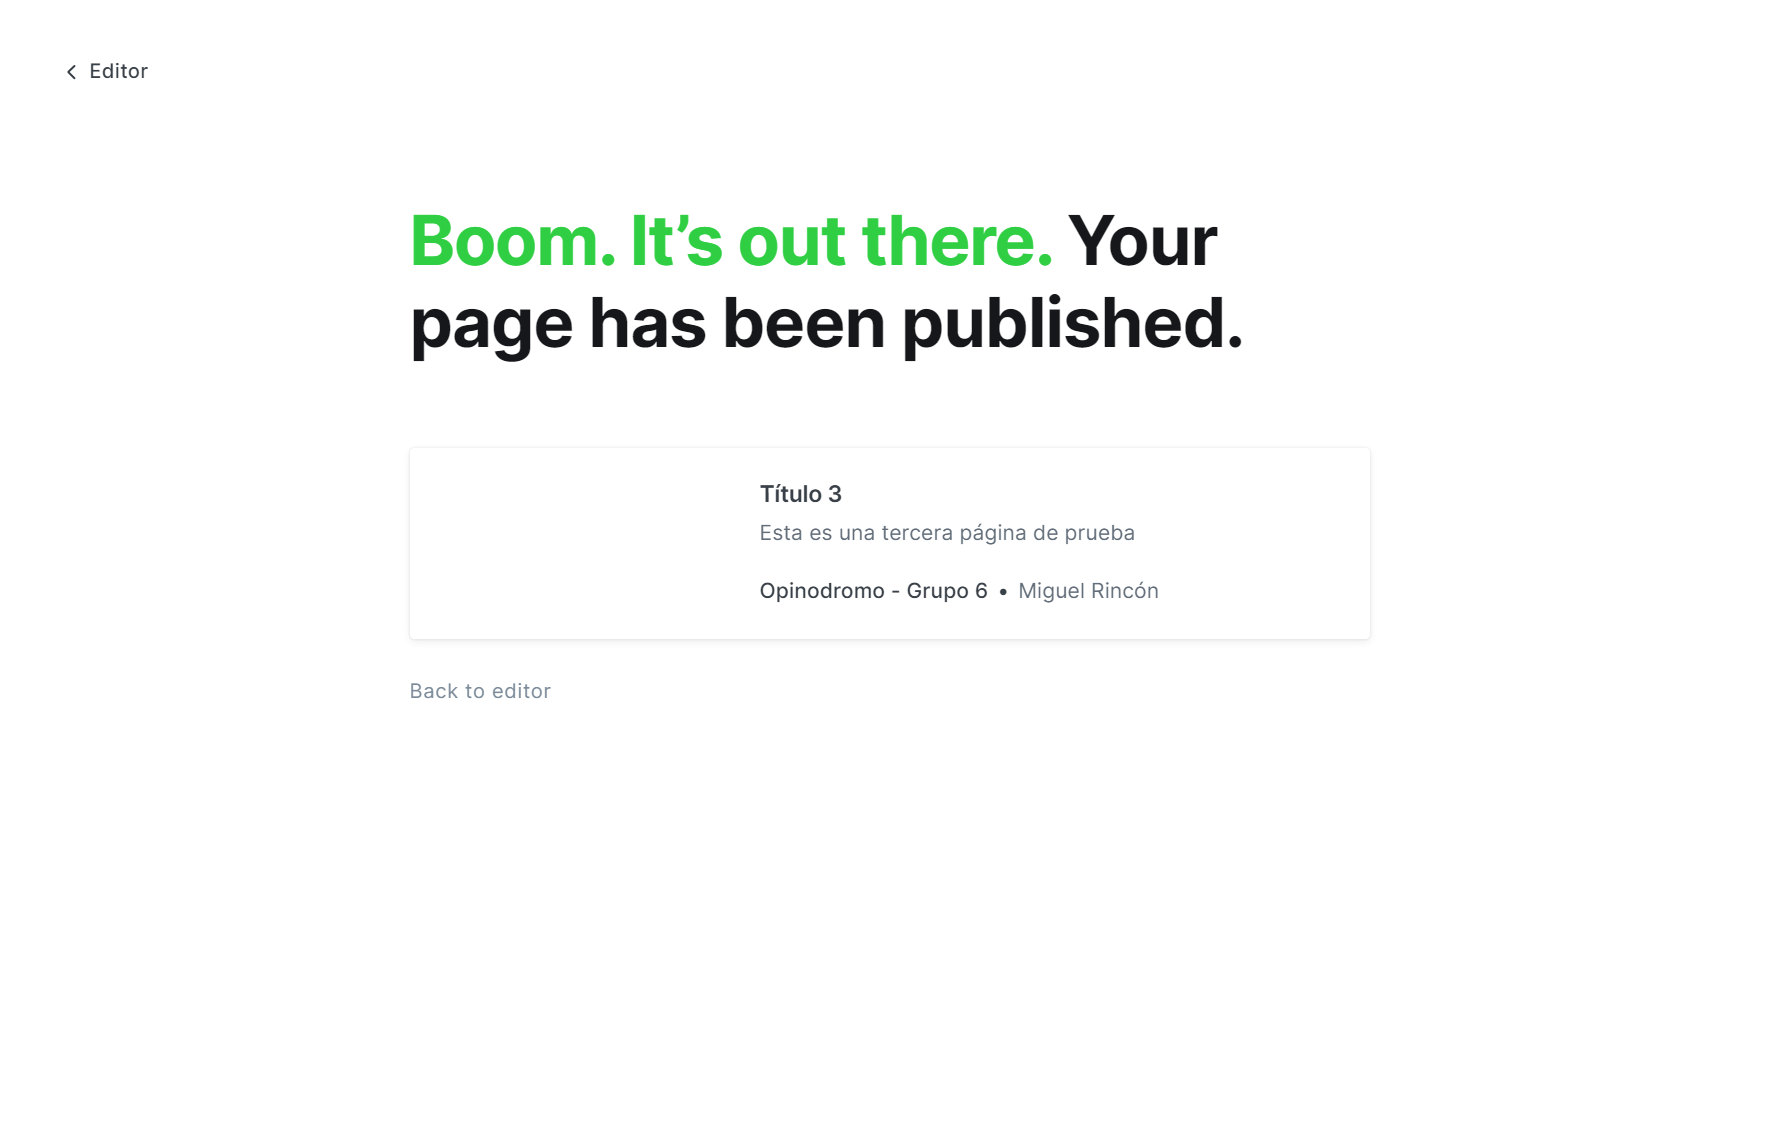 Editor
Boom. It’s out there. Your
page has been published.
Título 3
Esta es una tercera página de prueba
Opinodromo - Grupo 6 • Miguel Rincón
Back to editor